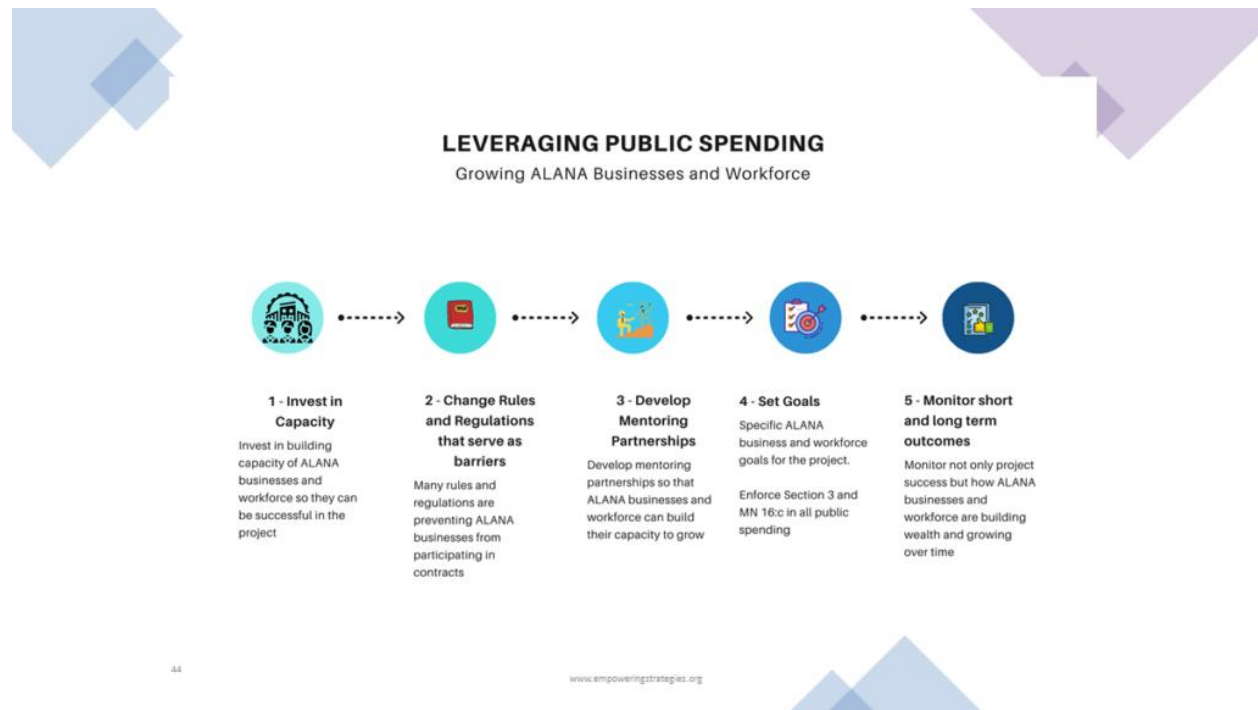 LEVERAGING PUBLIC SPENDING
Growing ALANA Businesses and Workforce
1 - Invest in
Capacity
Invest in building
capacity of ALANA
businesses and
workforce so they can
be successful in the
project
2 - Change Rules
and Regulations
that serve as
barriers
Many rules and
regulations are
preventing ALANA
businesses from
participating in
contracts
3 - Develop
Mentoring
Partnerships
Develop mentoring
partnerships so that
ALANA businesses and
workforce can build
their capacity to grow
4 - Set Goals
Specific ALANA
business and workforce
goals for the project.
Enforce Section 3 and
MN 16:c in all public
spending
5 - Monitor short
and long term
outcomes
Monitor not only project
success but how ALANA
businesses and
workforce are building
wealth and growing
over time
44
www.empoweringstrategies.org